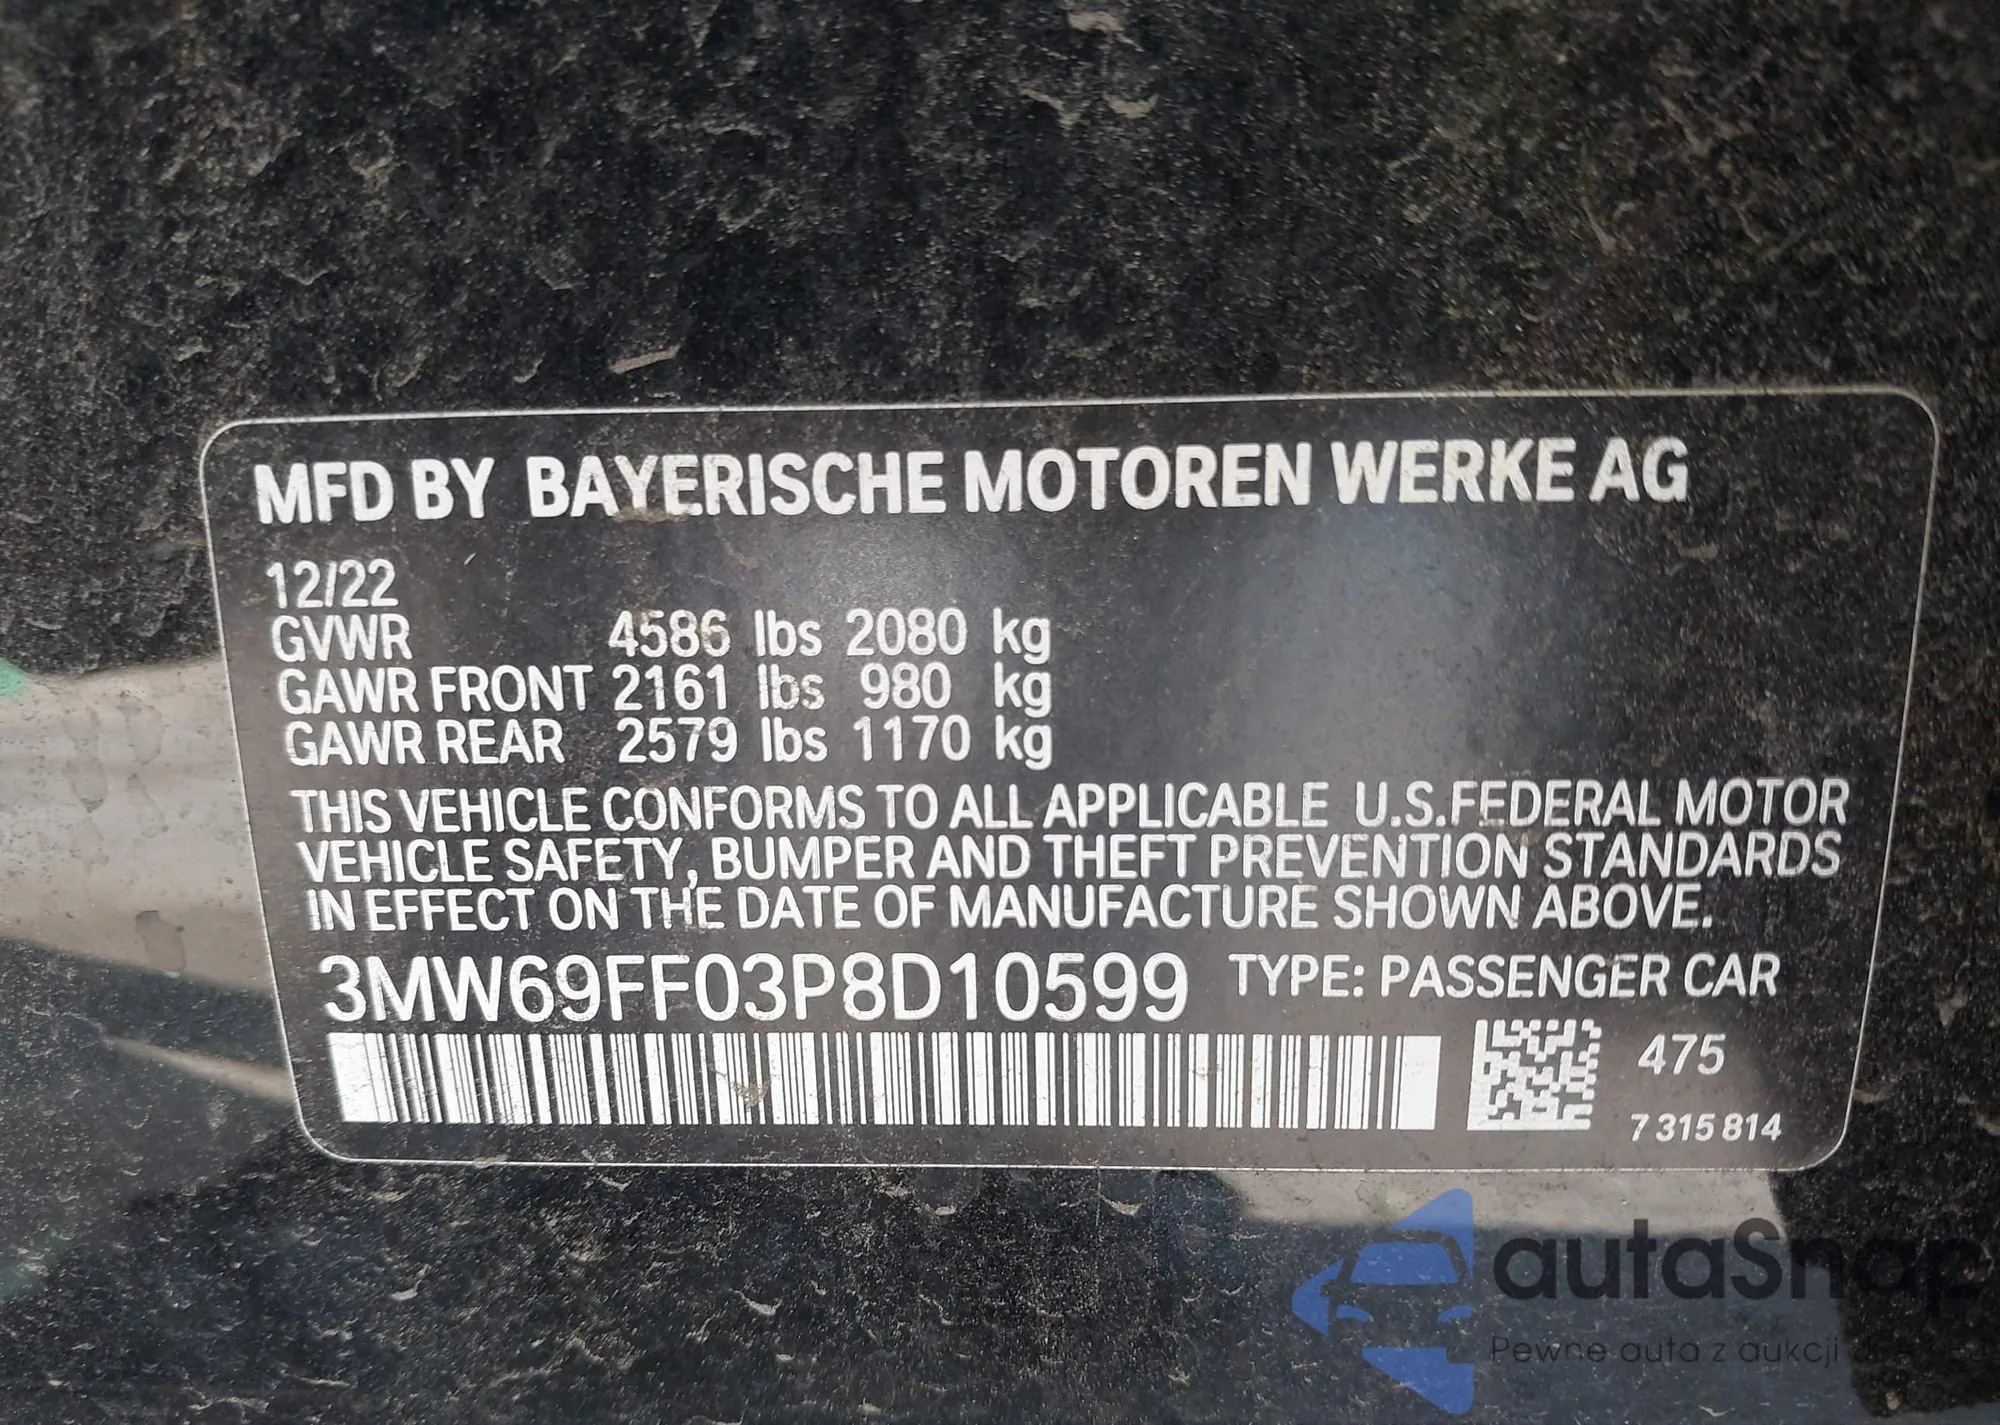 MFD BY BAYERISCHE MOTOREN WERKE AG
12/22
GVWR 4586 lbs 2080 kg
GAWR FRONT 2161 lbs 980 kg
GAWR REAR 2579 lbs 1170 kg
THIS VEHICLE CONFORMS TO ALL APPLICABLE U.S.FEDERAL MOTOR
VEHICLE SAFETY, BUMPER AND THEFT PREVENTION STANDARDS
IN EFFECT ON THE DATE OF MANUFACTURE SHOWN ABOVE.
3MW69FF03P8D10599 TYPE: PASSENGER CAR
475
7 315 814
autaSnap
Pewne auta z aukcji